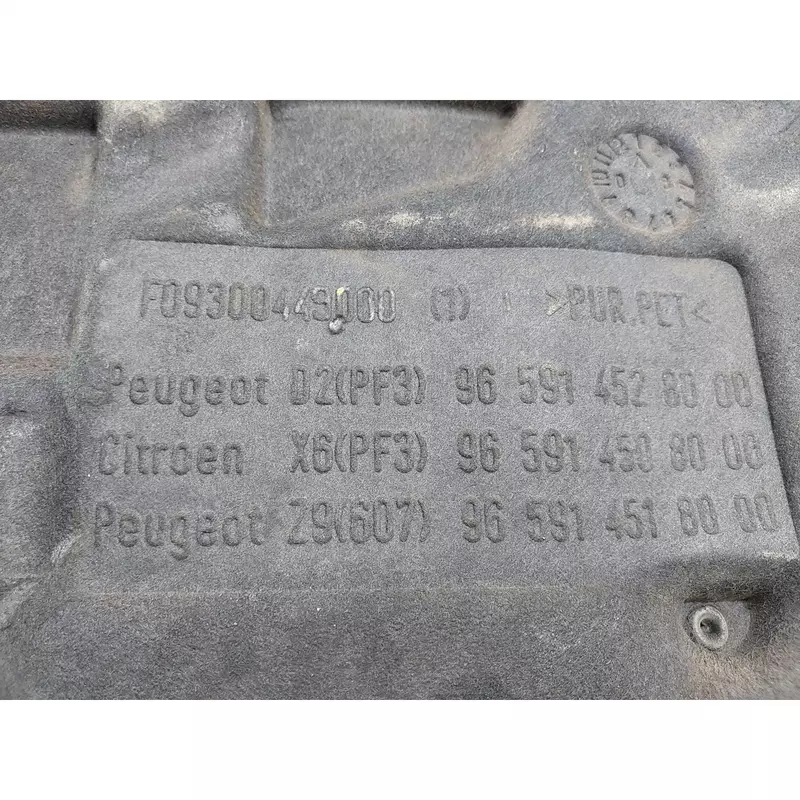 F09300449000 (1) >PUR.PET<
Peugeot D2(PF3) 96 591 452 80 00
Citroen X6(PF3) 96 591 450 80 00
Peugeot Z9(607) 96 591 451 80 00